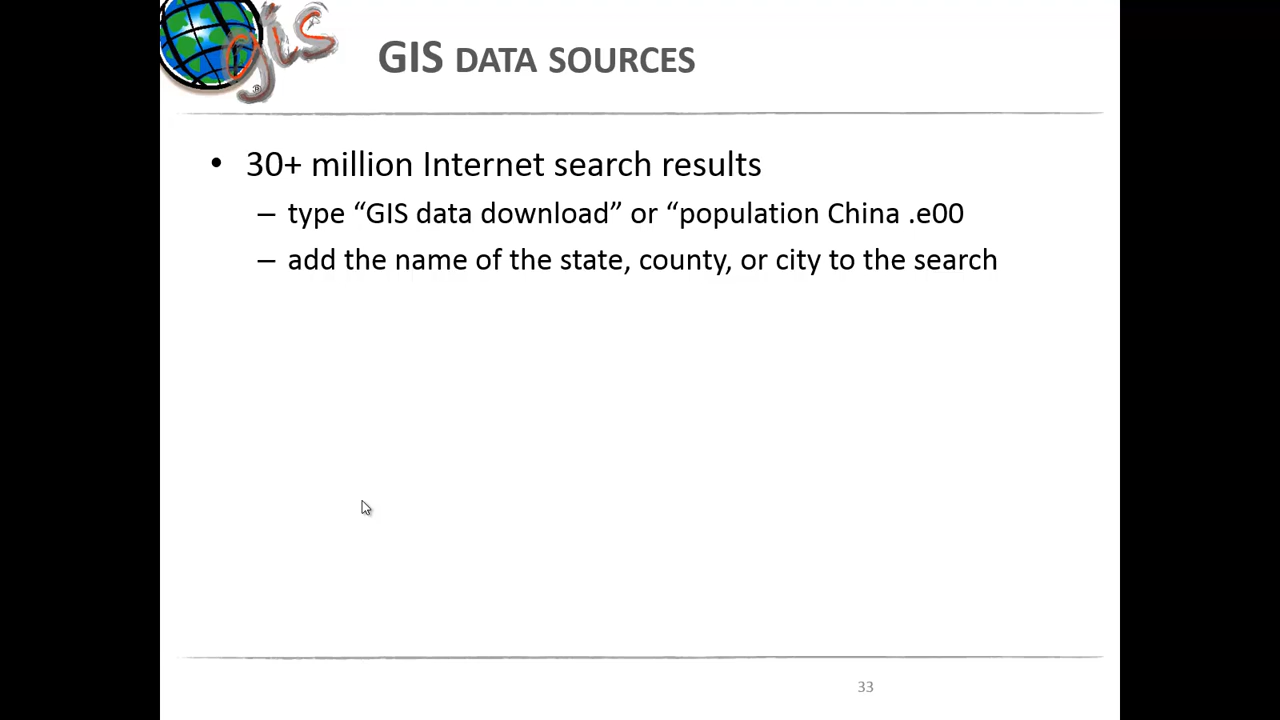 gis
®
GIS DATA SOURCES
• 30+ million Internet search results
– type “GIS data download” or “population China .e00
– add the name of the state, county, or city to the search
33